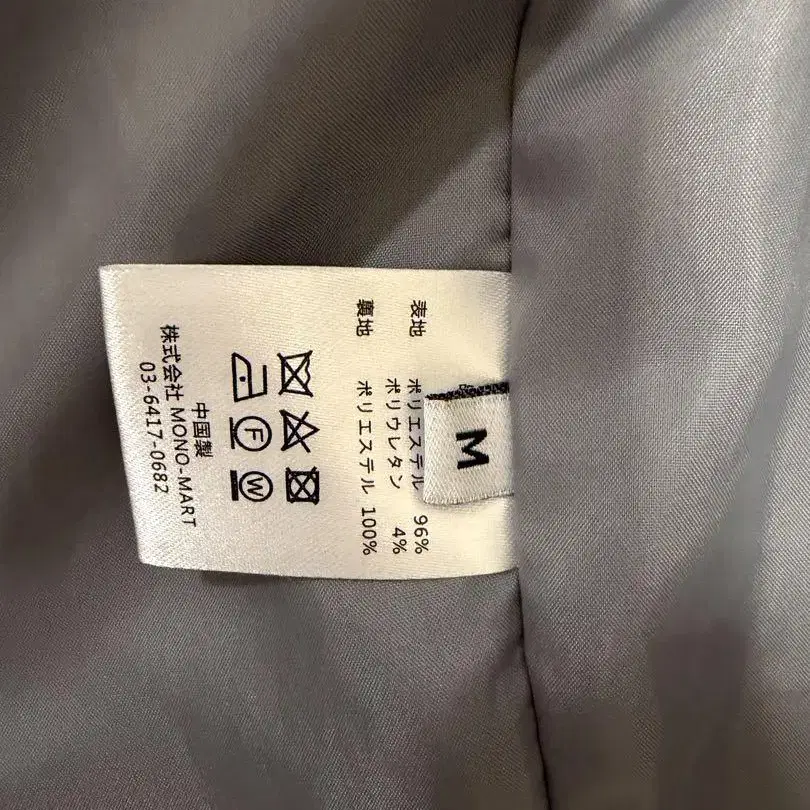 表地 ポリエステル 96%
ポリウレタン 4%
裏地 ポリエステル 100%
F
W
中国製
株式会社 MONO-MART
03-6417-0682
M